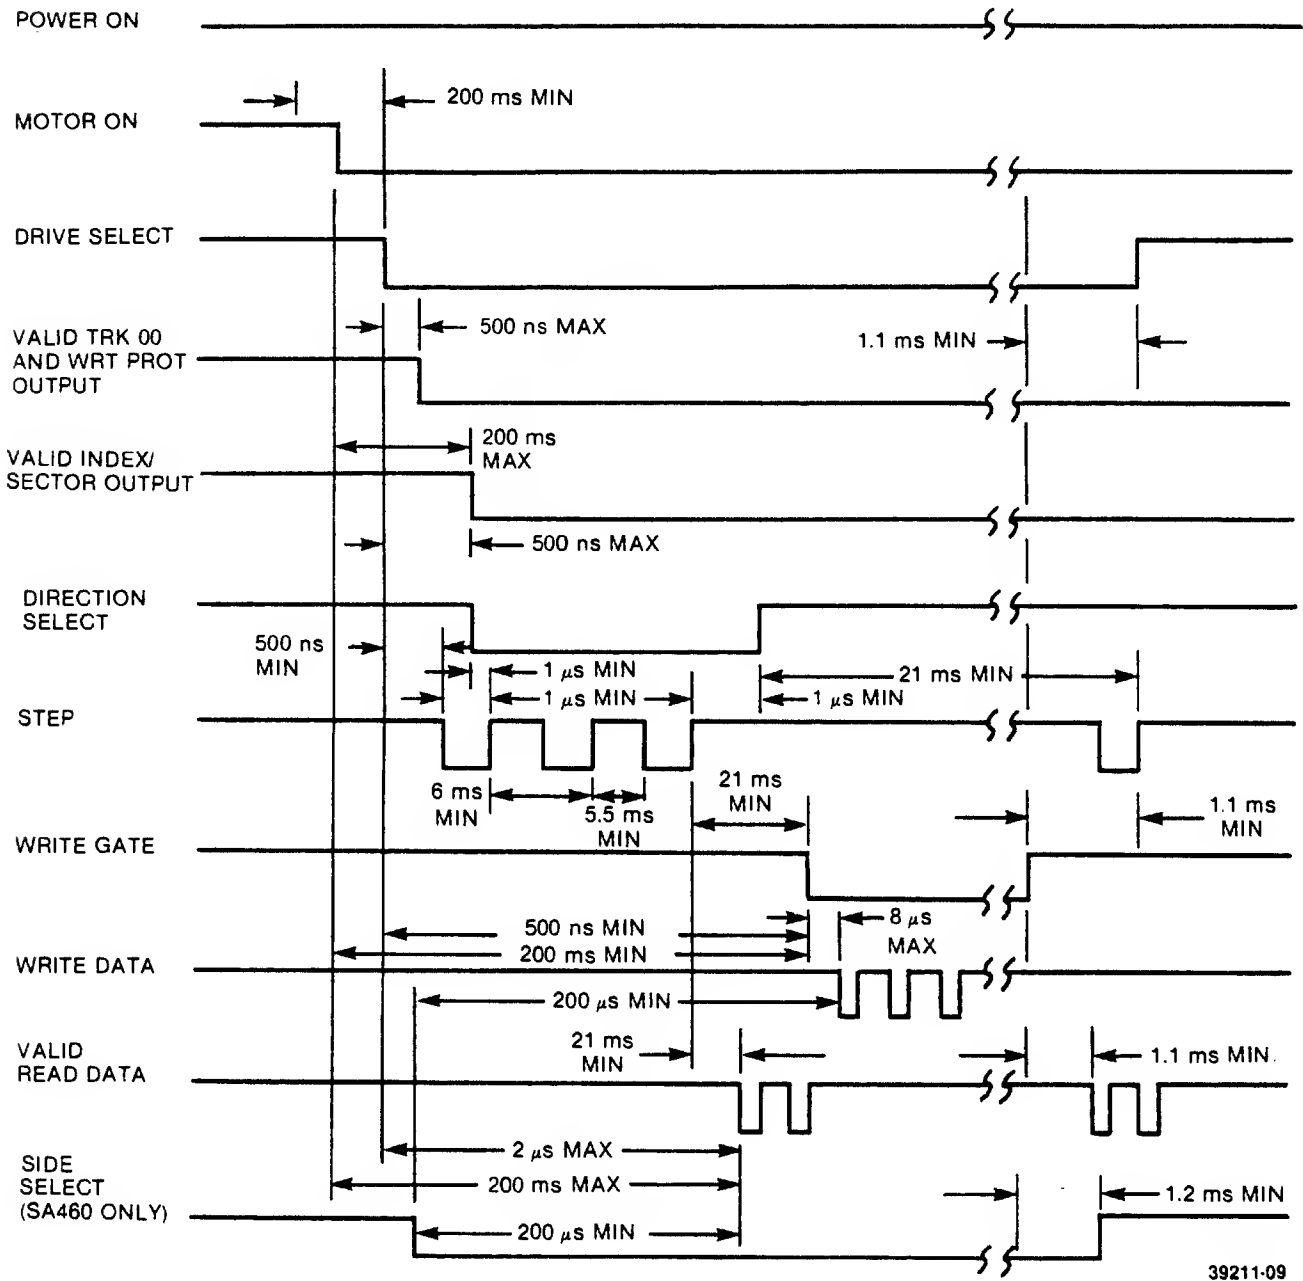 POWER ON
200 ms MIN
MOTOR ON
DRIVE SELECT
500 ns MAX
VALID TRK 00
AND WRT PROT
OUTPUT
1.1 ms MIN
200 ms
MAX
VALID INDEX/
SECTOR OUTPUT
500 ns MAX
DIRECTION
SELECT
500 ns
MIN
1 μs MIN
21 ms MIN
1 μs MIN
1 μs MIN
STEP
6 ms
MIN
5.5 ms
MIN
21 ms
MIN
1.1 ms
MIN
WRITE GATE
8 μs
MAX
500 ns MIN
200 ms MIN
WRITE DATA
200 μs MIN
21 ms
MIN
1.1 ms MIN.
VALID
READ DATA
2 μs MAX
200 ms MAX
SIDE
SELECT
(SA460 ONLY)
1.2 ms MIN
200 μs MIN
39211-09